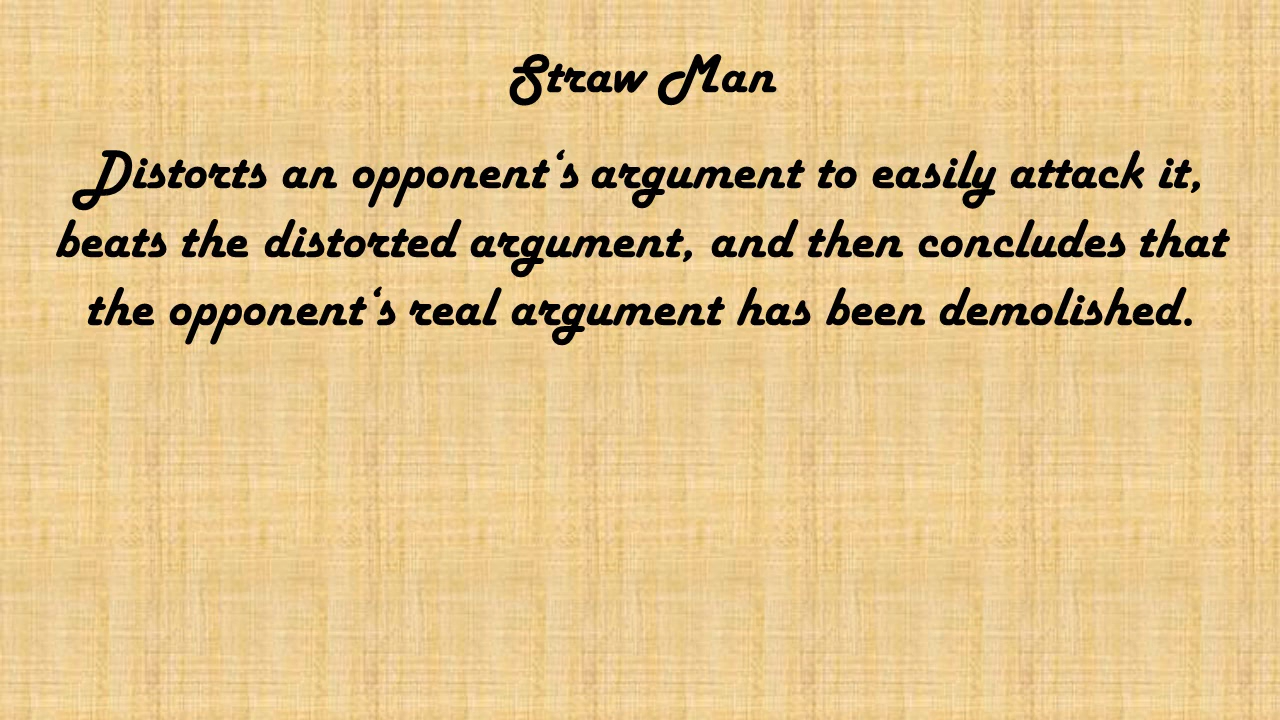 Straw Man
Distorts an opponent‘s argument to easily attack it,
beats the distorted argument, and then concludes that
the opponent‘s real argument has been demolished.